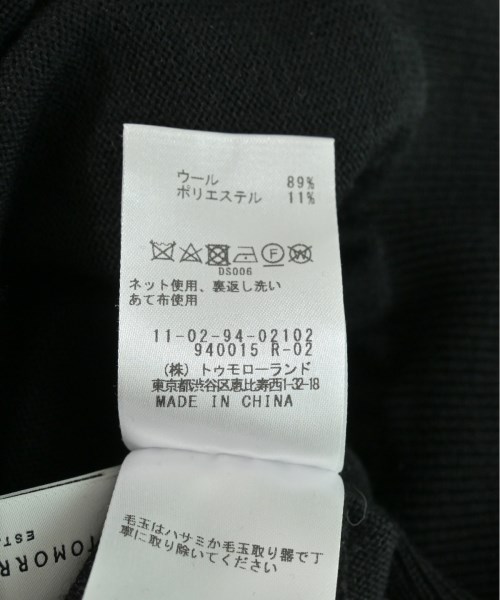 ウール 89%
ポリエステル 11%
F W
DS006
ネット使用、裏返し洗い
あて布使用
11-02-94-02102
940015 R-02
(株) トゥモローランド
東京都渋谷区恵比寿西1-32-18
MADE IN CHINA
毛玉はハサミか毛玉取り器で丁
寧に取り除いてください
TOMORR
EST